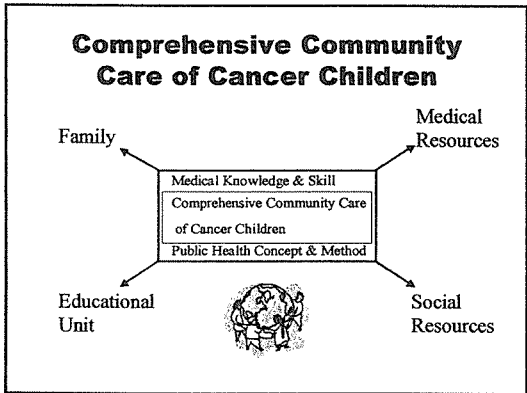 Comprehensive Community
Care of Cancer Children
Family
Medical
Resources
Medical Knowledge & Skill
Comprehensive Community Care
of Cancer Children
Public Health Concept & Method
Educational
Unit
Social
Resources